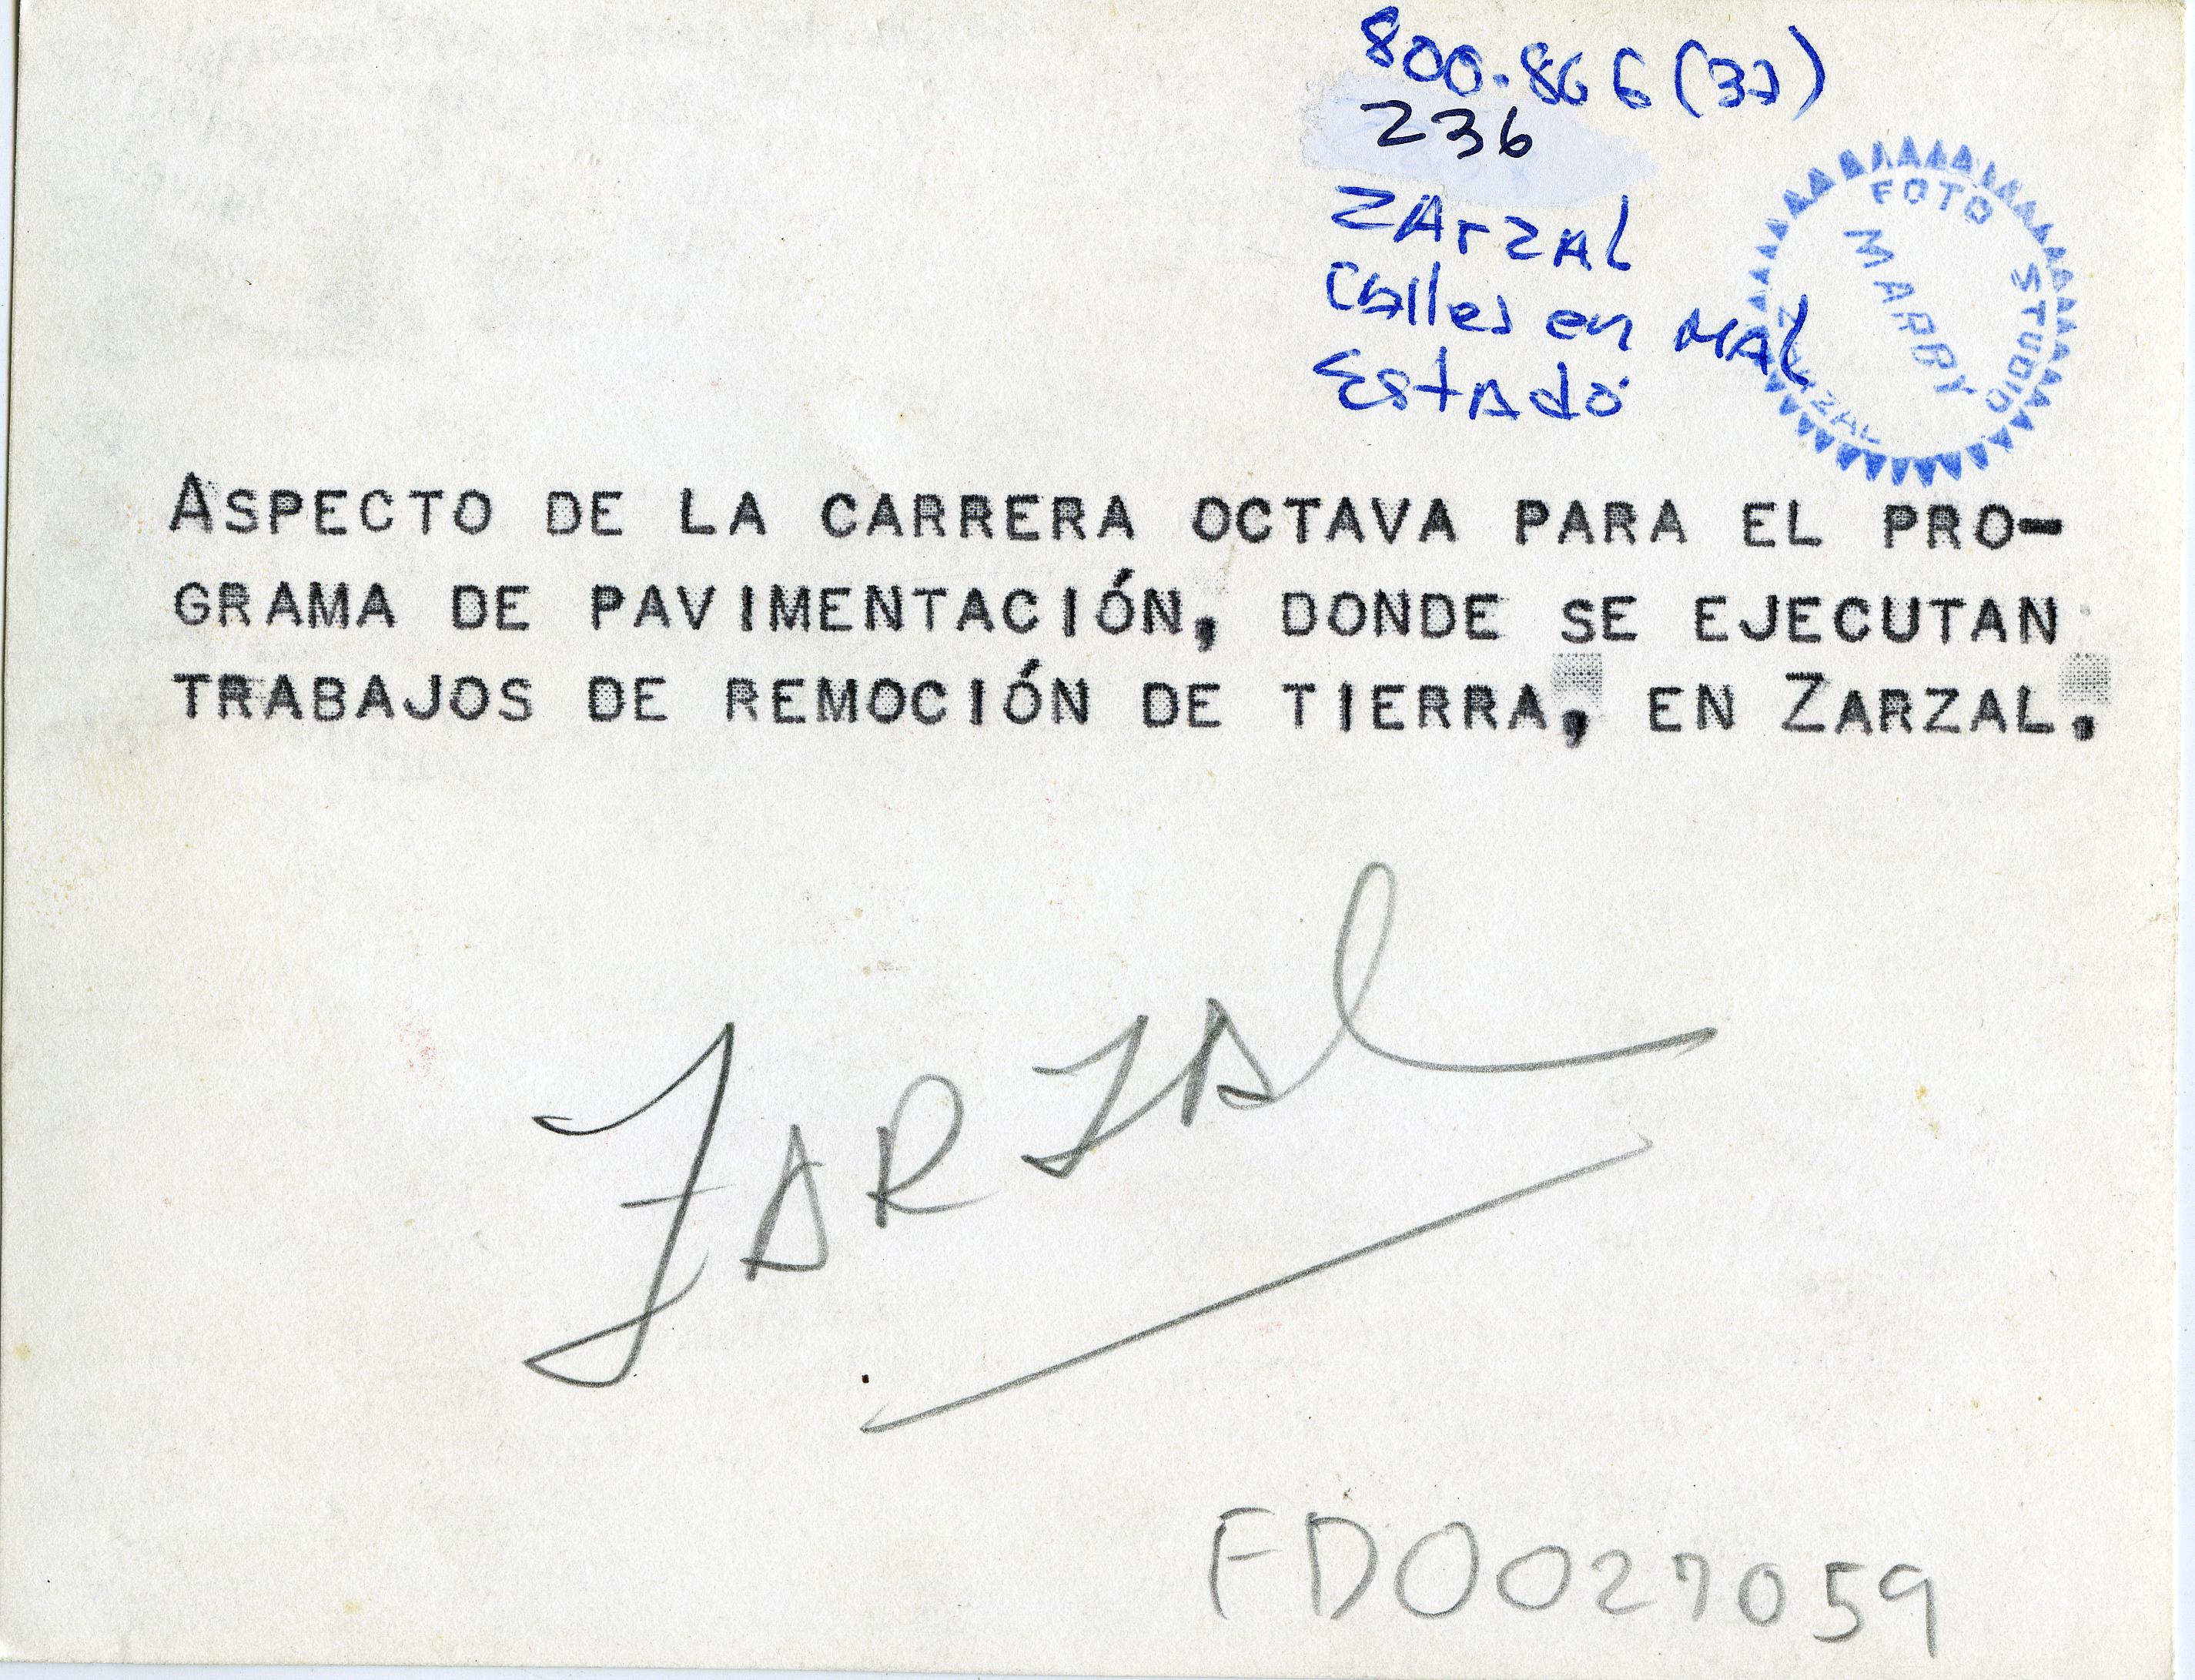 800.866(37)
236
ZArZAl
Calles en MAl
EstAdo
FOTO STUDIO
MARRY
ZARZAL
ASPECTO DE LA CARRERA OCTAVA PARA EL PRO-
GRAMA DE PAVIMENTACIÓN, DONDE SE EJECUTAN
TRABAJOS DE REMOCIÓN DE TIERRA, EN ZARZAL.
ZARZAl
FD0027059